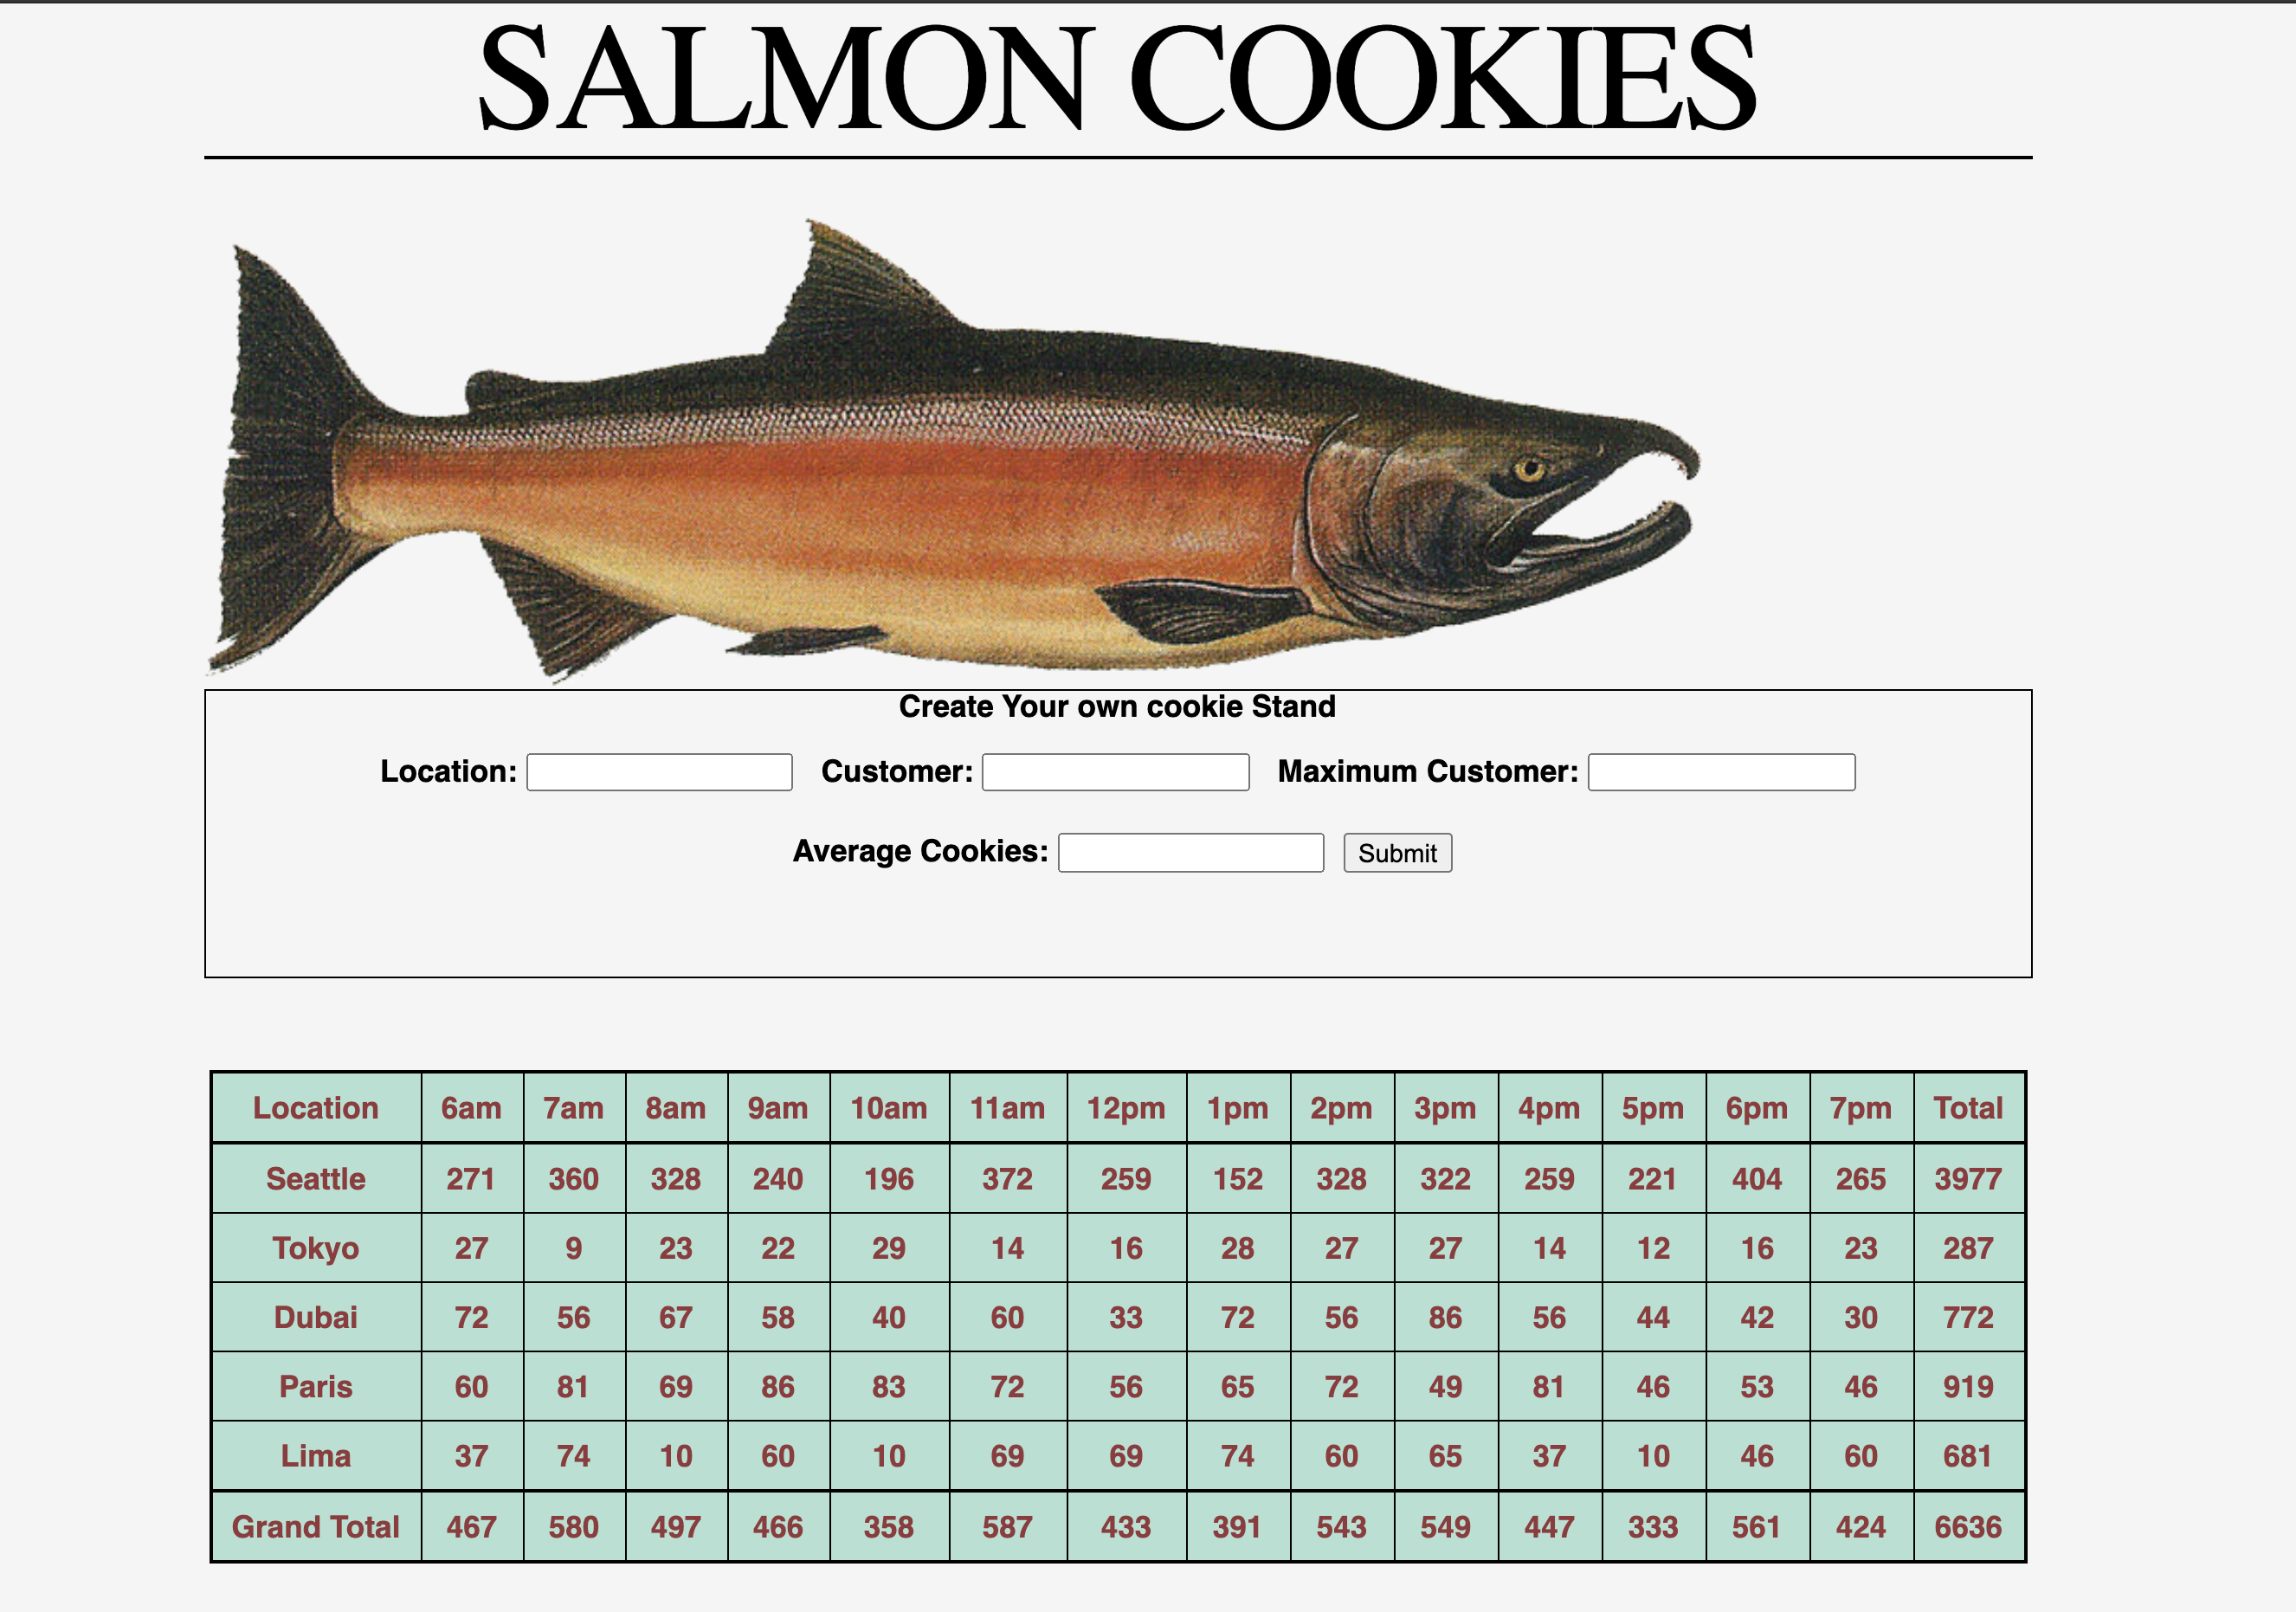 SALMON COOKIES
Create Your own cookie Stand
Location: Customer: Maximum Customer:
Average Cookies: Submit
Location 6am 7am 8am 9am 10am 11am 12pm 1pm 2pm 3pm 4pm 5pm 6pm 7pm Total
Seattle 271 360 328 240 196 372 259 152 328 322 259 221 404 265 3977
Tokyo 27 9 23 22 29 14 16 28 27 27 14 12 16 23 287
Dubai 72 56 67 58 40 60 33 72 56 86 56 44 42 30 772
Paris 60 81 69 86 83 72 56 65 72 49 81 46 53 46 919
Lima 37 74 10 60 10 69 69 74 60 65 37 10 46 60 681
Grand Total 467 580 497 466 358 587 433 391 543 549 447 333 561 424 6636